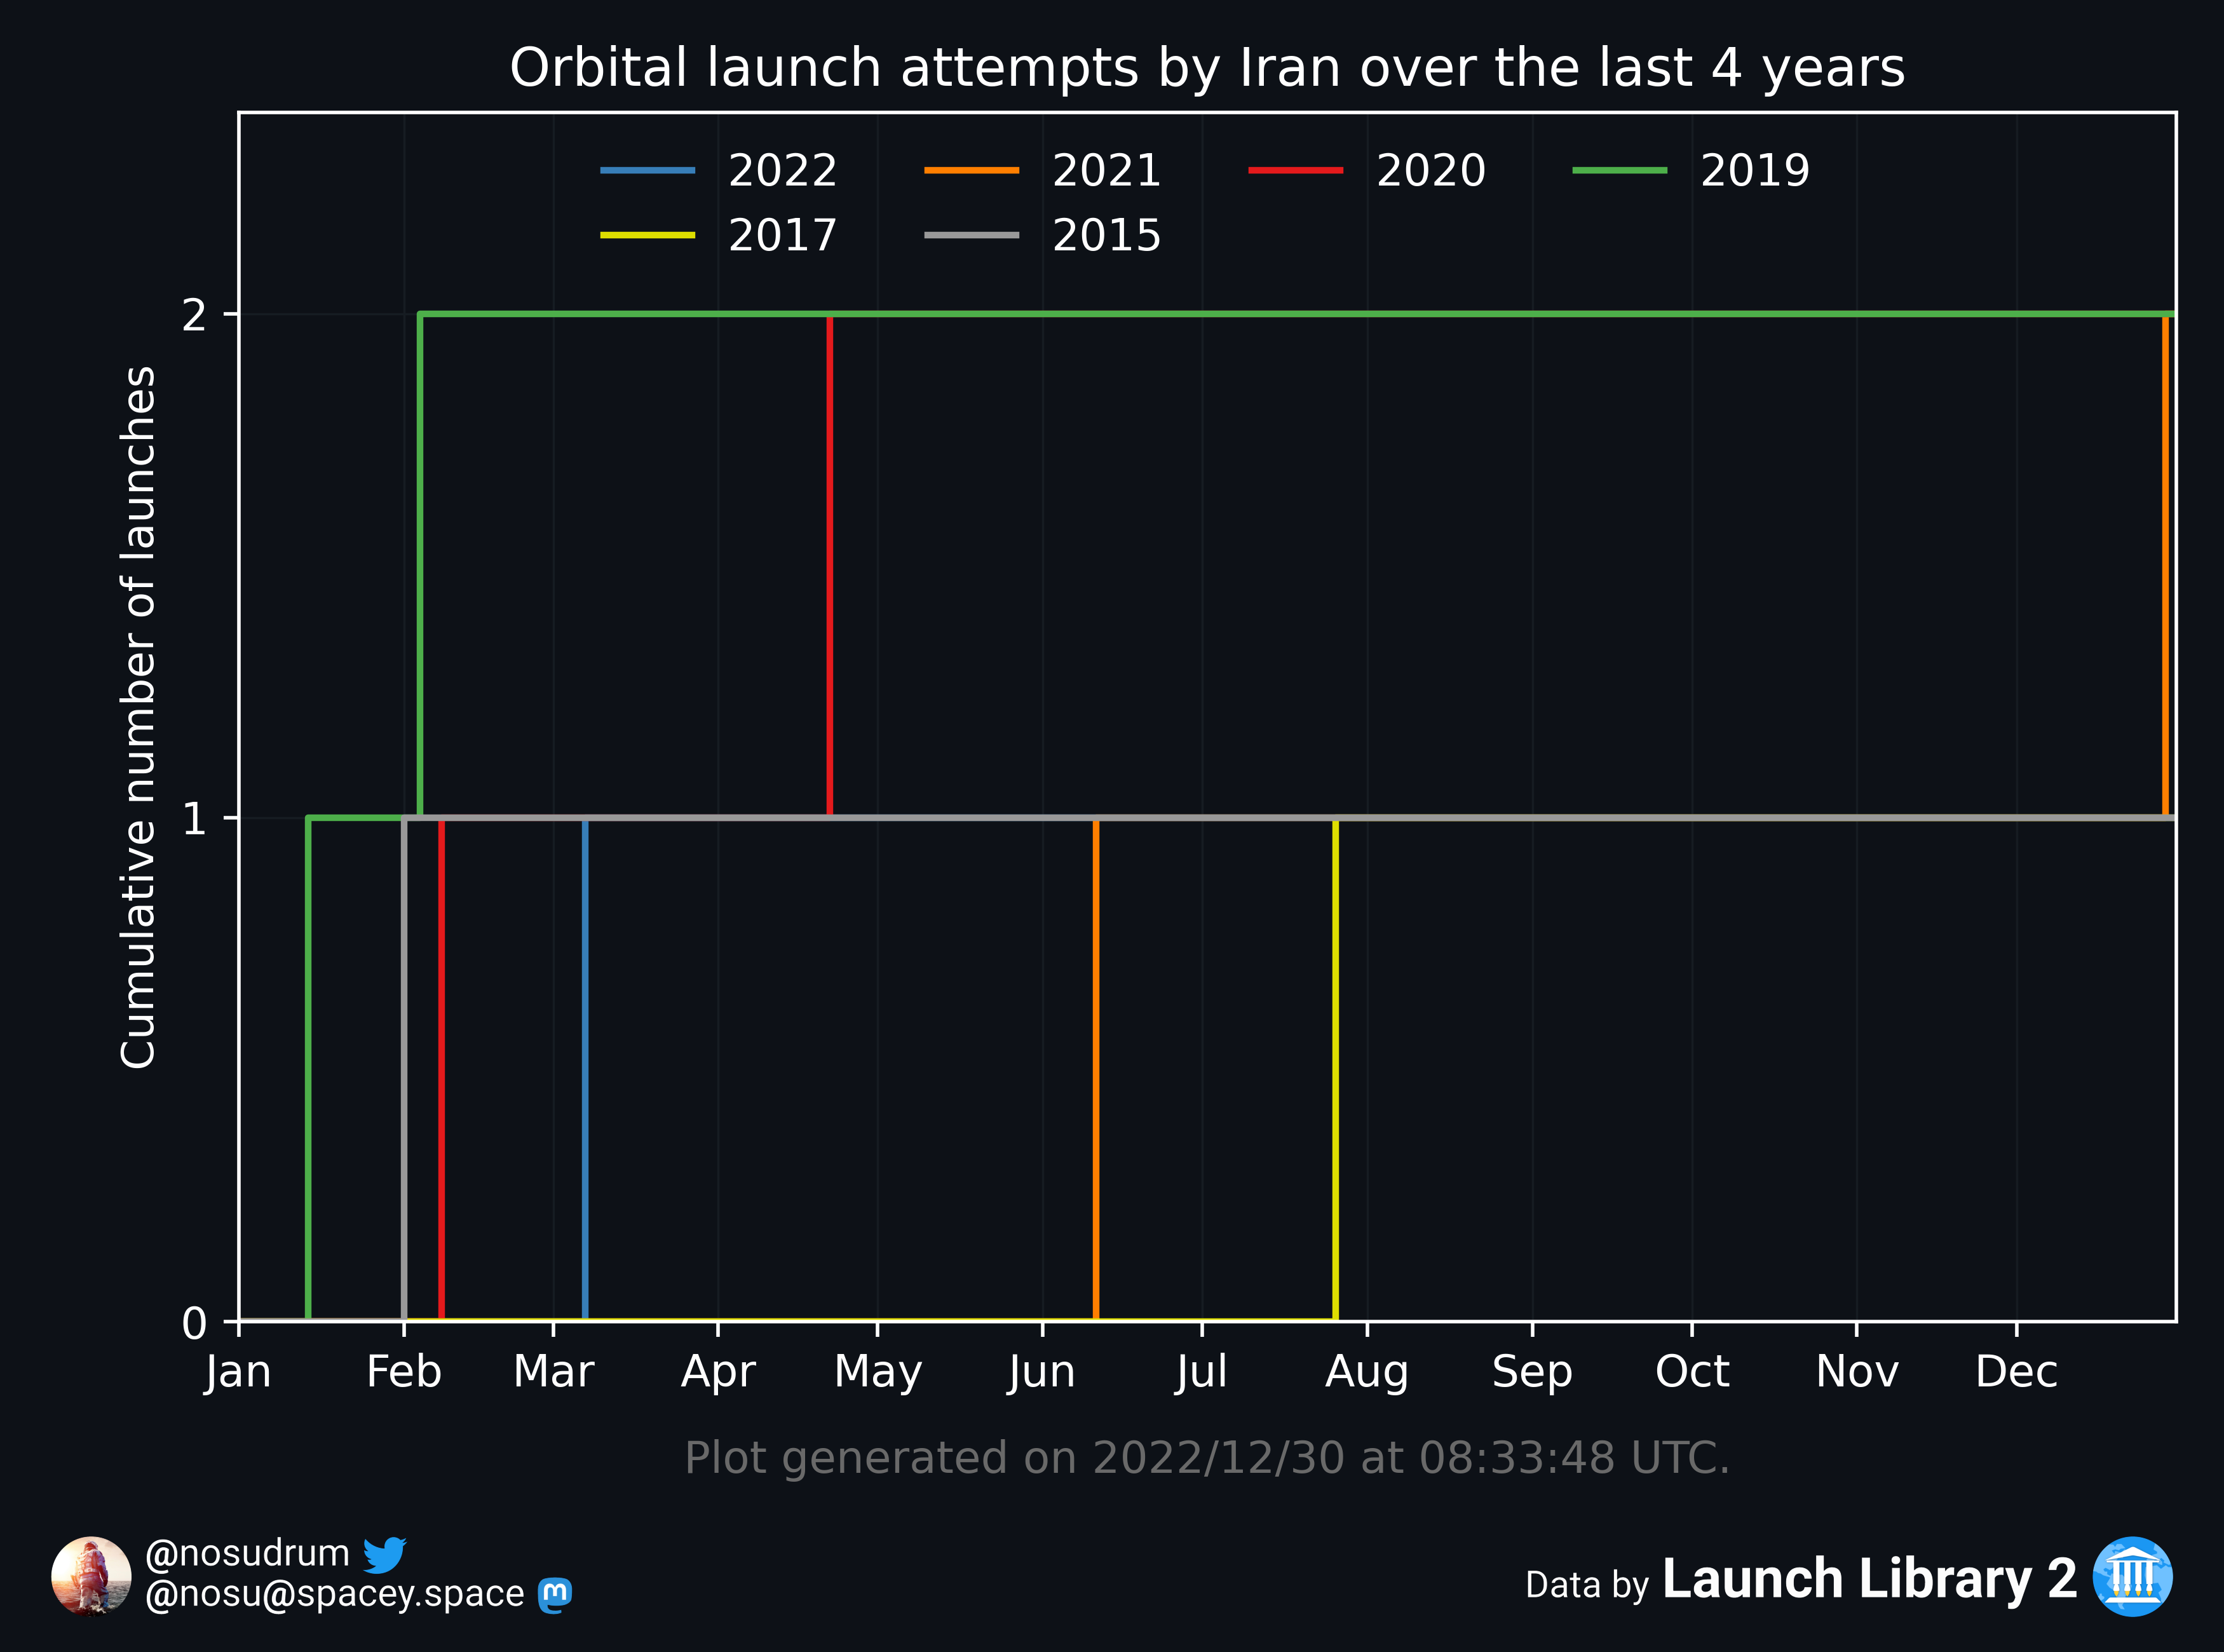 Orbital launch attempts by Iran over the last 4 years
2022 2021 2020 2019
2017 2015
Cumulative number of launches
2
1
0
Jan Feb Mar Apr May Jun Jul Aug Sep Oct Nov Dec
Plot generated on 2022/12/30 at 08:33:48 UTC.
@nosudrum
@nosu@spacey.space
Data by Launch Library 2